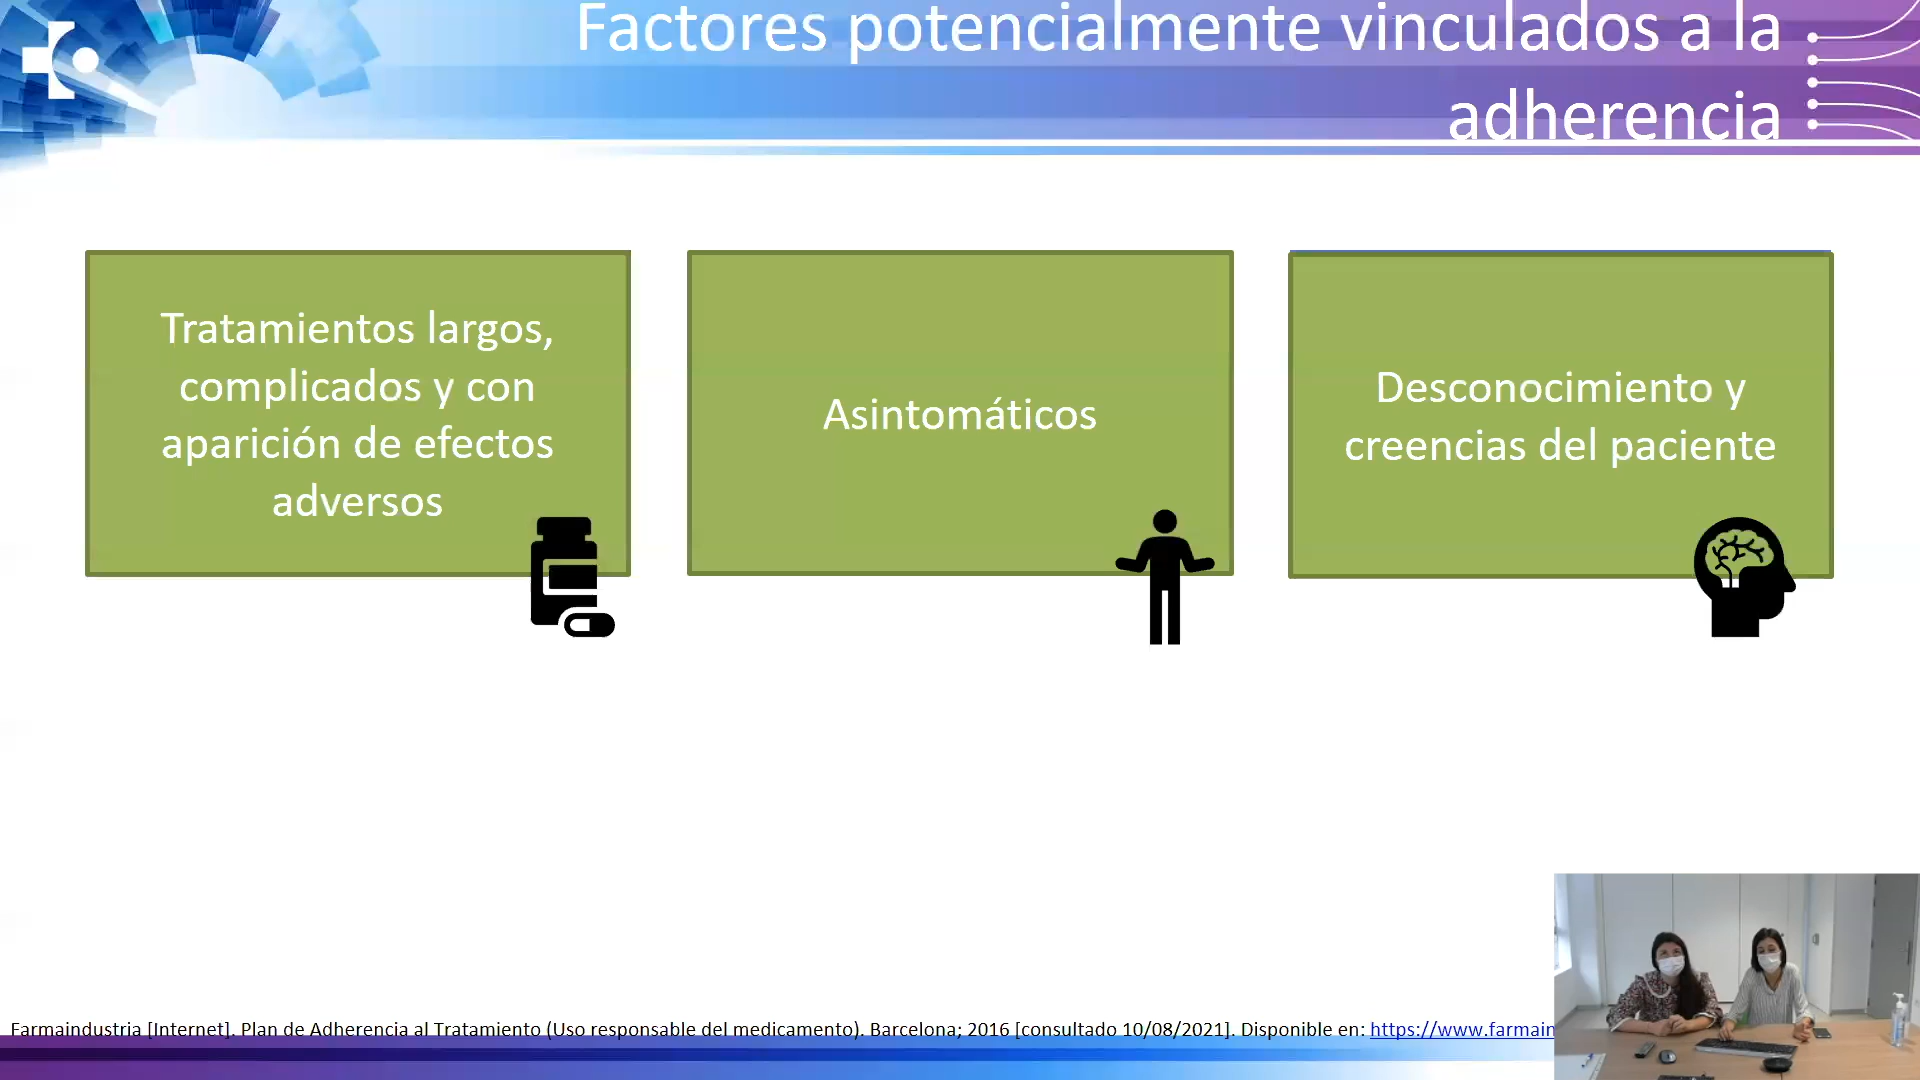 Factores potencialmente vinculados a la
adherencia
Tratamientos largos,
complicados y con
aparición de efectos
adversos
Asintomáticos
Desconocimiento y
creencias del paciente
Farmaindustria [Internet]. Plan de Adherencia al Tratamiento (Uso responsable del medicamento). Barcelona; 2016 [consultado 10/08/2021]. Disponible en: https://www.farmain